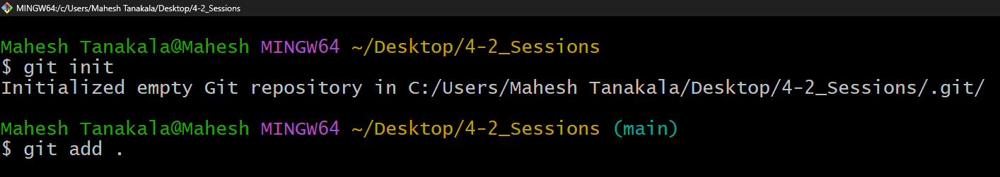 MINGW64:/c/Users/Mahesh Tanakala/Desktop/4-2_Sessions
Mahesh Tanakala@Mahesh MINGW64 ~/Desktop/4-2_Sessions
$ git init
Initialized empty Git repository in C:/Users/Mahesh Tanakala/Desktop/4-2_Sessions/.git/
Mahesh Tanakala@Mahesh MINGW64 ~/Desktop/4-2_Sessions (main)
$ git add .